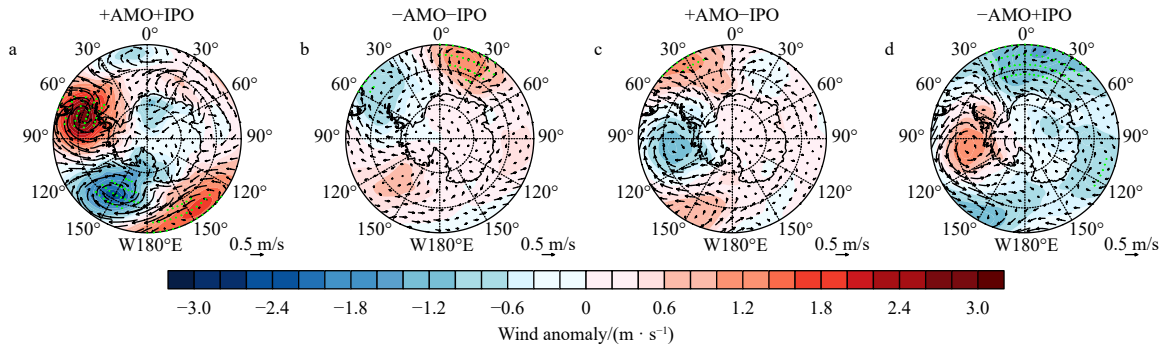 +AMO+IPO
−AMO−IPO
+AMO−IPO
−AMO+IPO
a 30° 0° 30°
b 30° 0° 30°
c 30° 0° 30°
d 30° 0° 30°
60° 60°
60° 60°
60° 60°
60° 60°
90° 90°
90° 90°
90° 90°
90° 90°
120° 120°
120° 120°
120° 120°
120° 120°
150° 150°
150° 150°
150° 150°
150° 150°
W180°E 0.5 m/s
W180°E 0.5 m/s
W180°E 0.5 m/s
W180°E 0.5 m/s
−3.0 −2.4 −1.8 −1.2 −0.6 0 0.6 1.2 1.8 2.4 3.0
Wind anomaly/(m · s⁻¹)